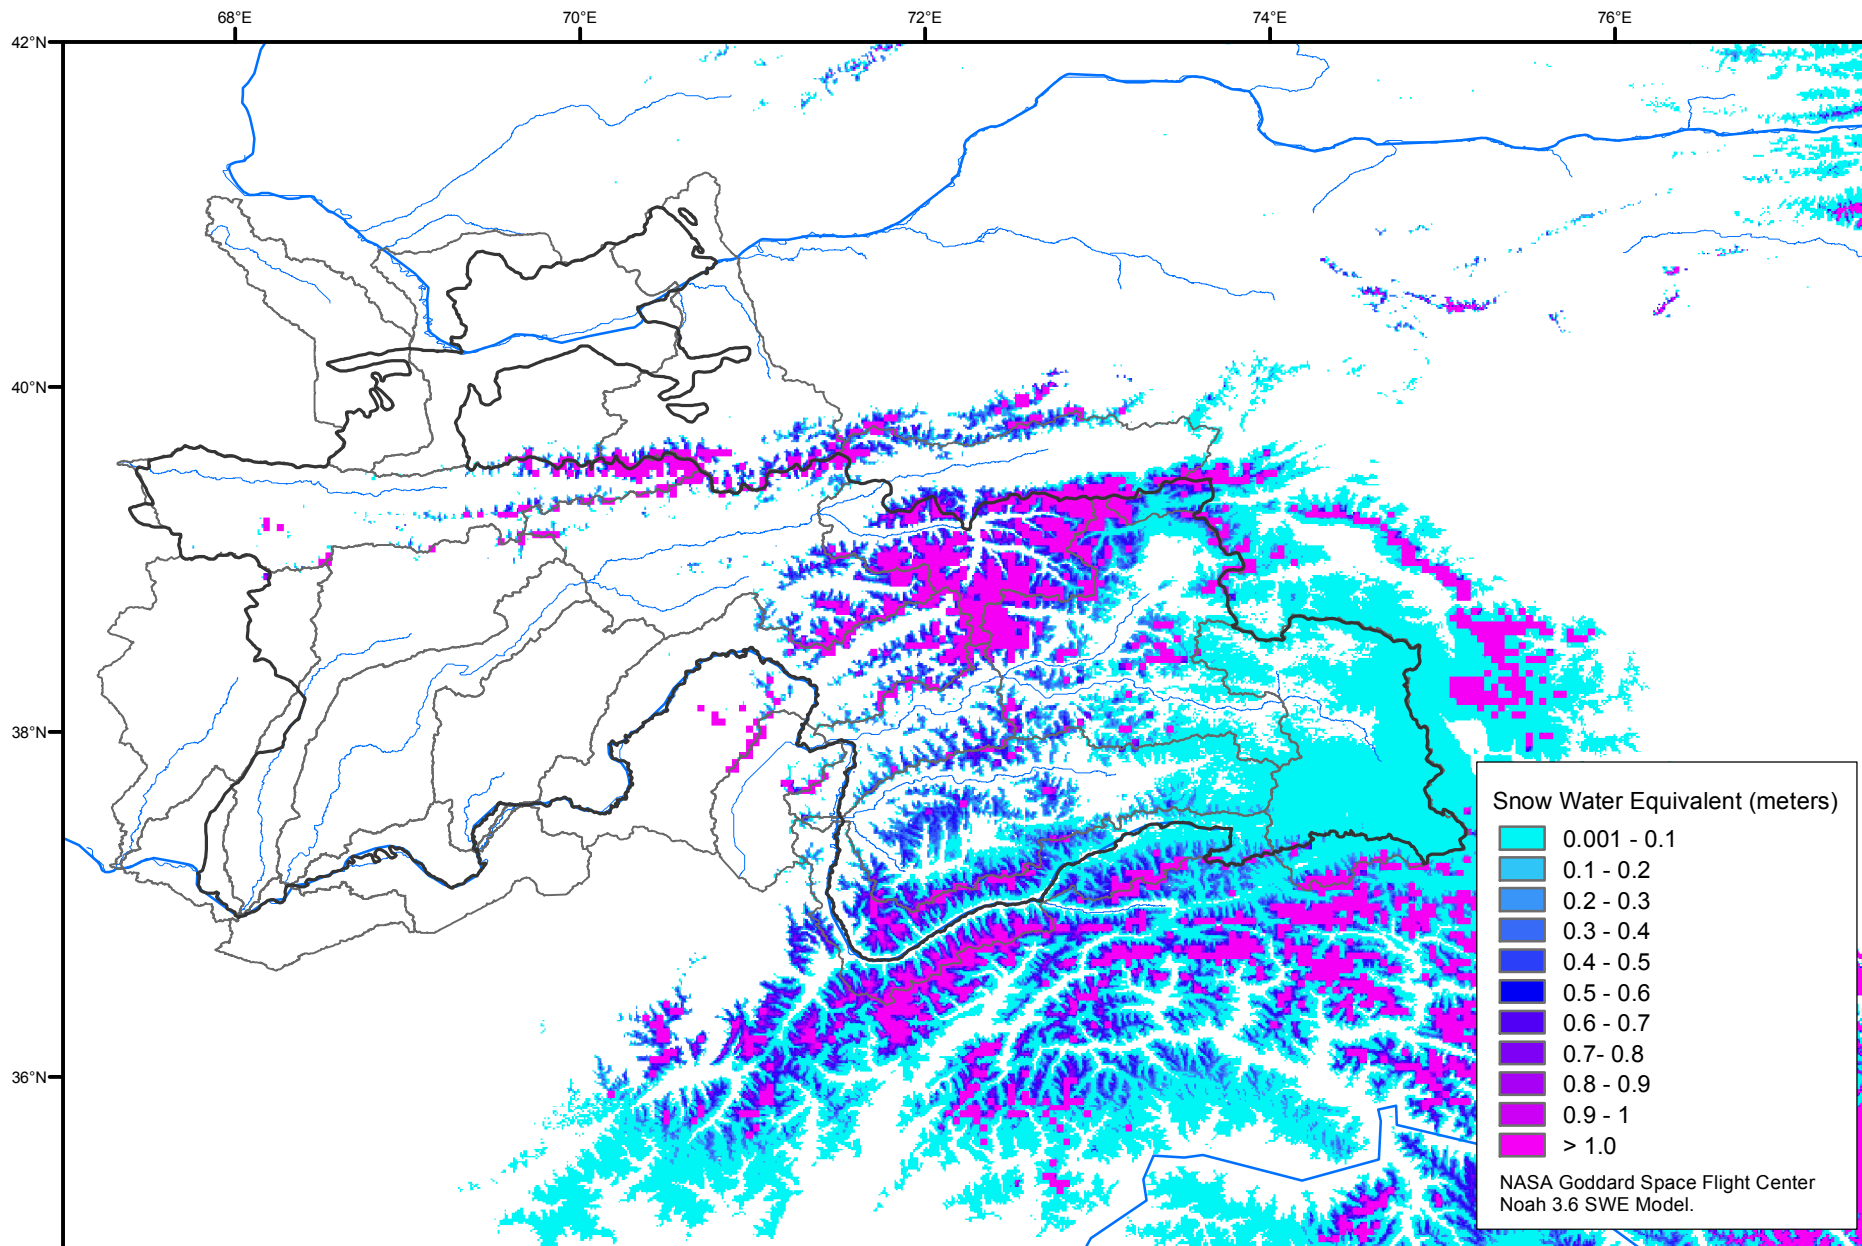 68°E
70°E
72°E
74°E
76°E
42°N
40°N
38°N
36°N
Snow Water Equivalent (meters)
0.001 - 0.1
0.1 - 0.2
0.2 - 0.3
0.3 - 0.4
0.4 - 0.5
0.5 - 0.6
0.6 - 0.7
0.7- 0.8
0.8 - 0.9
0.9 - 1
> 1.0
NASA Goddard Space Flight Center
Noah 3.6 SWE Model.